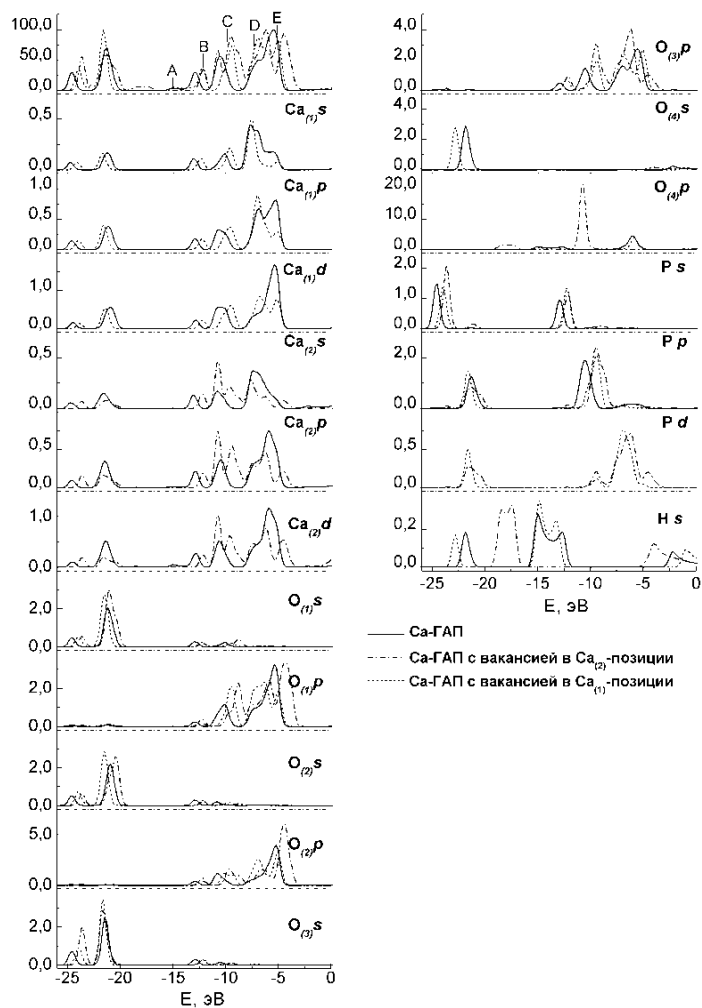 100,0
50,0
0,0
A
B
C
D
E
0,5
0,0
Ca(1)s
1,0
0,5
0,0
Ca(1)p
1,0
0,0
Ca(1)d
0,5
0,0
Ca(2)s
0,5
0,0
Ca(2)p
1,0
0,0
Ca(2)d
2,0
0,0
O(1)s
2,0
0,0
O(1)p
2,0
0,0
O(2)s
5,0
0,0
O(2)p
2,0
0,0
O(3)s
-25 -20 -15 -10 -5 0
E, эВ
4,0
2,0
0,0
O(3)p
4,0
2,0
0,0
O(4)s
20,0
10,0
0,0
O(4)p
2,0
1,0
0,0
P s
2,0
0,0
P p
0,5
0,0
P d
0,2
0,0
H s
-25 -20 -15 -10 -5 0
E, эВ
Ca-ГАП
Ca-ГАП с вакансией в Ca(2)-позиции
Ca-ГАП с вакансией в Ca(1)-позиции